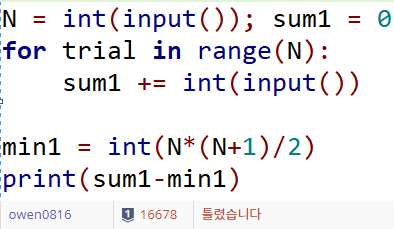 N = int(input()); sum1 = 0
for trial in range(N):
    sum1 += int(input())

min1 = int(N*(N+1)/2)
print(sum1-min1)
owen0816 1 16678 틀렸습니다